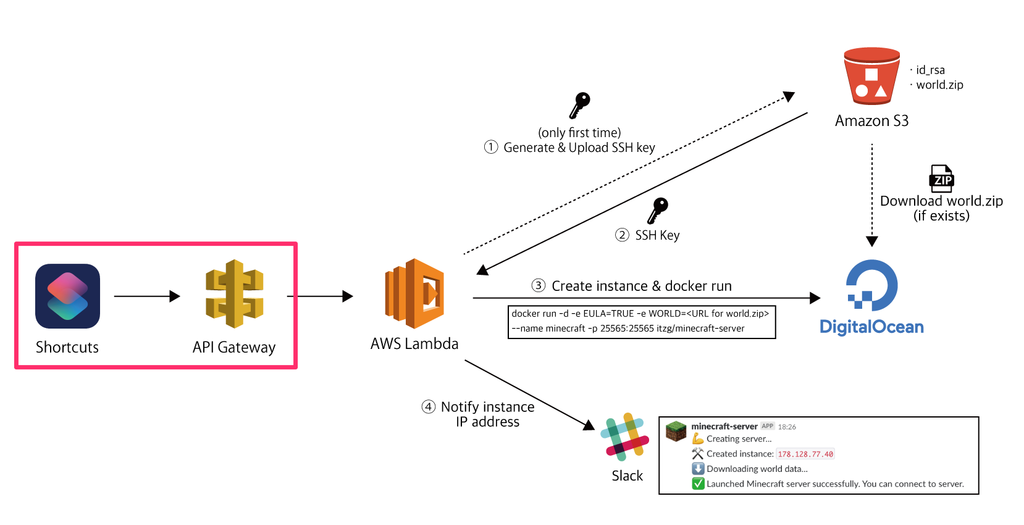 · id_rsa
· world.zip
Amazon S3
(only first time)
① Generate & Upload SSH key
ZIP
Download world.zip
(if exists)
② SSH Key
③ Create instance & docker run
docker run -d -e EULA=TRUE -e WORLD=<URL for world.zip>
--name minecraft -p 25565:25565 itzg/minecraft-server
DigitalOcean
Shortcuts
API Gateway
AWS Lambda
④ Notify instance
IP address
Slack
minecraft-server APP 18:26
Creating server...
Created instance: 178.128.77.40
Downloading world data...
Launched Minecraft server successfully. You can connect to server.